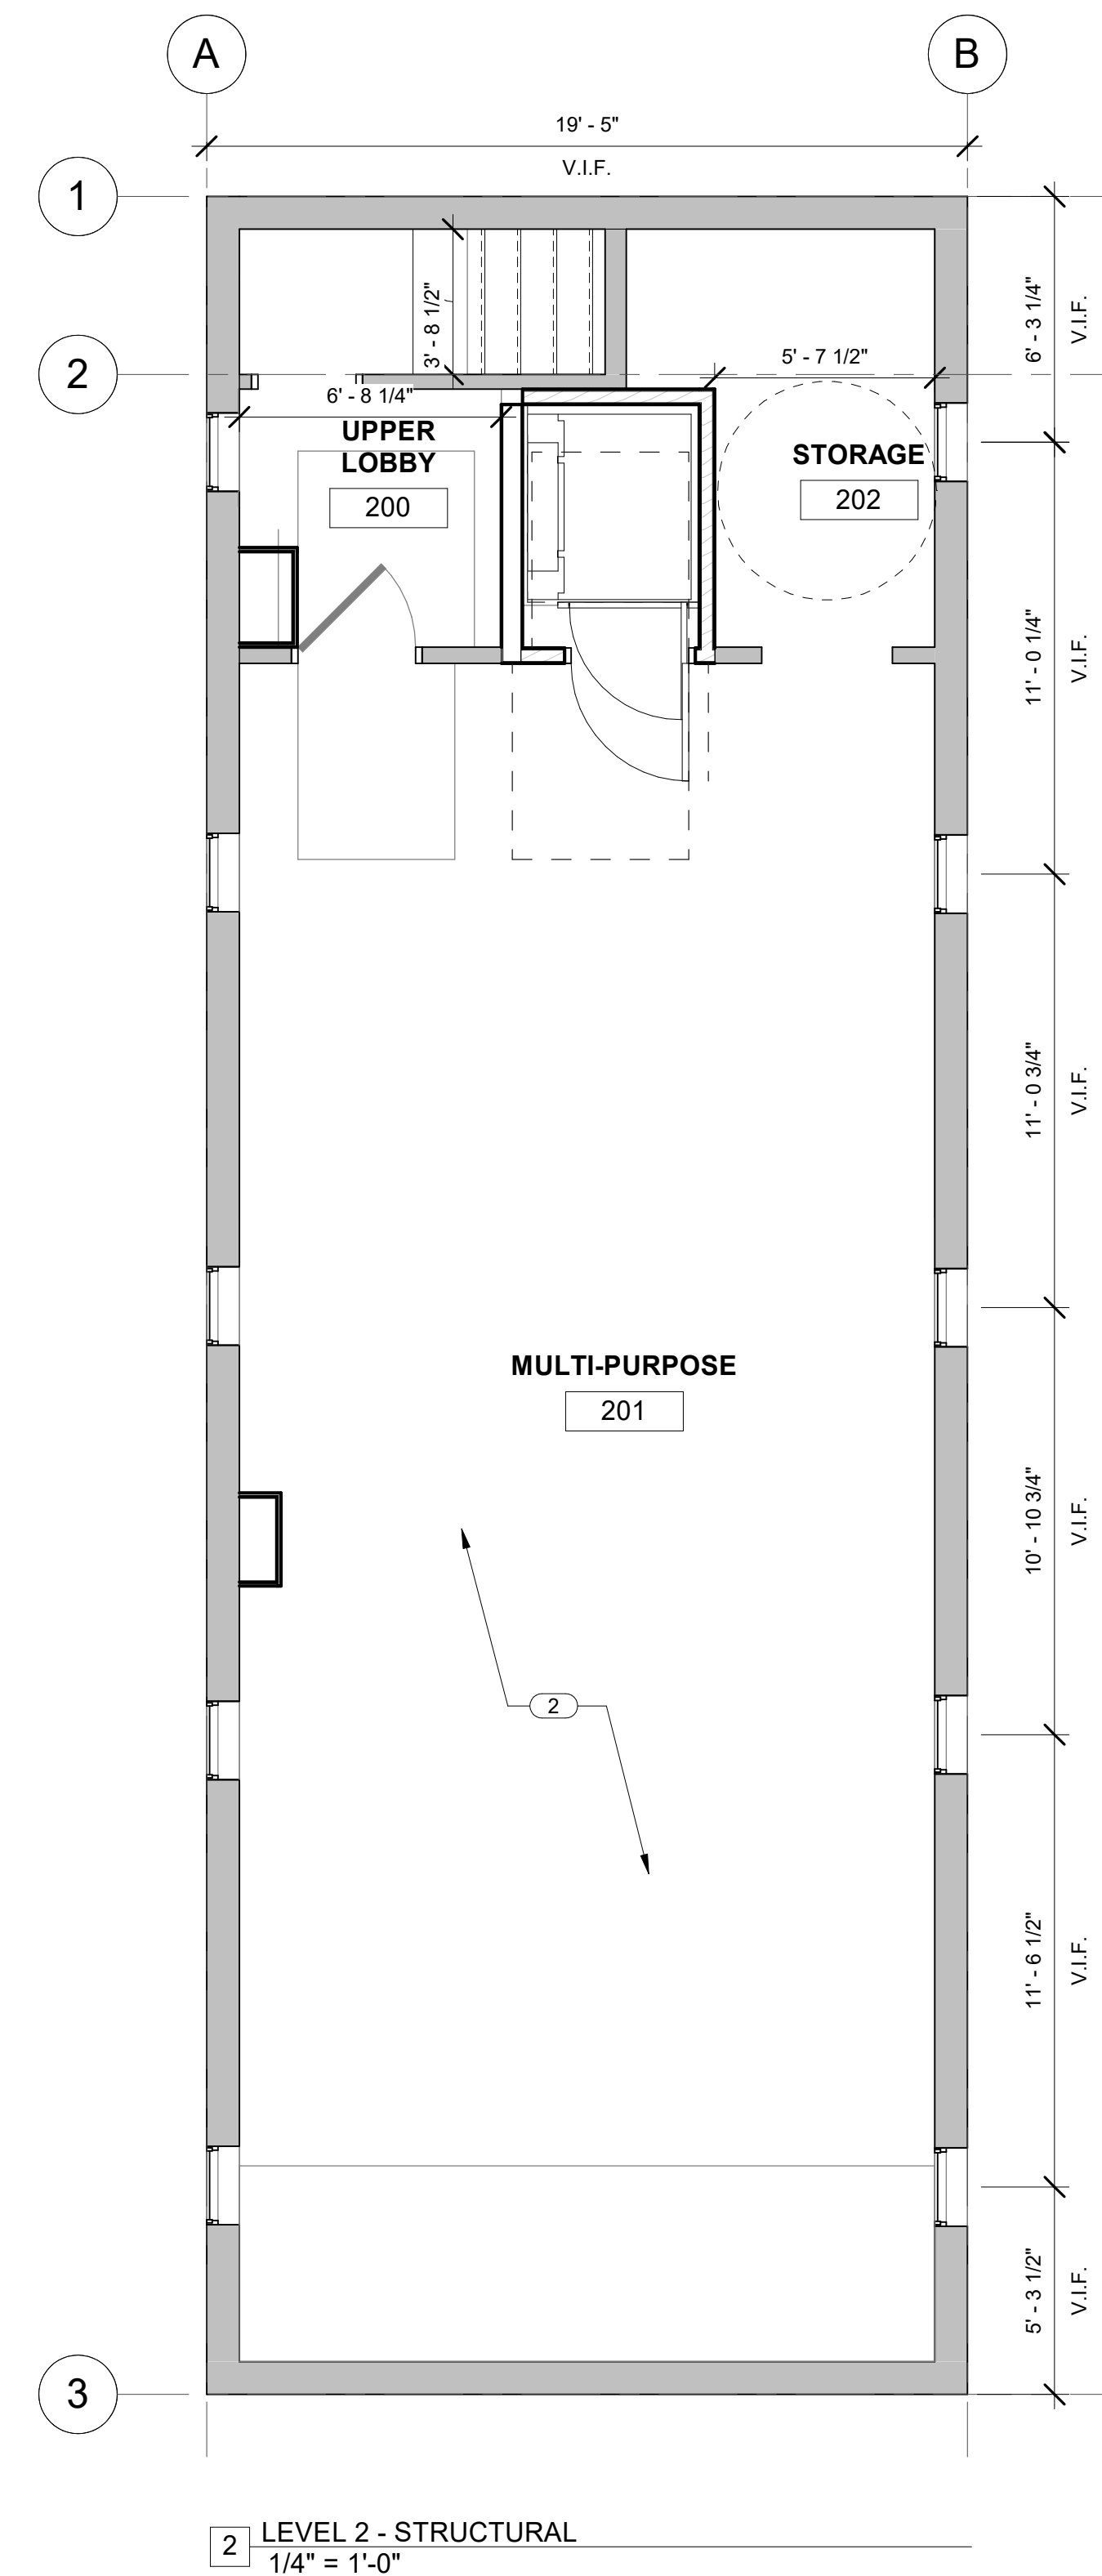 A
B
19' - 5"
V.I.F.
1
6' - 3 1/4"
V.I.F.
3' - 8 1/2"
2
5' - 7 1/2"
6' - 8 1/4"
UPPER
LOBBY
200
STORAGE
202
11' - 0 1/4"
V.I.F.
11' - 0 3/4"
V.I.F.
MULTI-PURPOSE
201
10' - 10 3/4"
V.I.F.
2
11' - 6 1/2"
V.I.F.
5' - 3 1/2"
V.I.F.
3
2 LEVEL 2 - STRUCTURAL
1/4" = 1'-0"